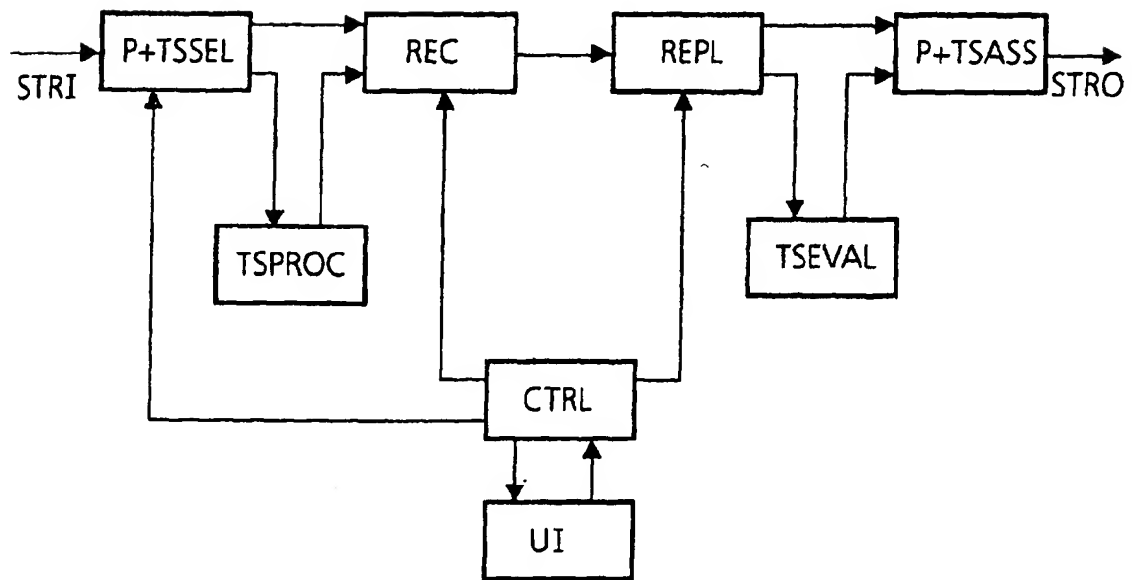 P+TSSEL
REC
REPL
P+TSASS
STRI
STRO
TSPROC
TSEVAL
CTRL
UI